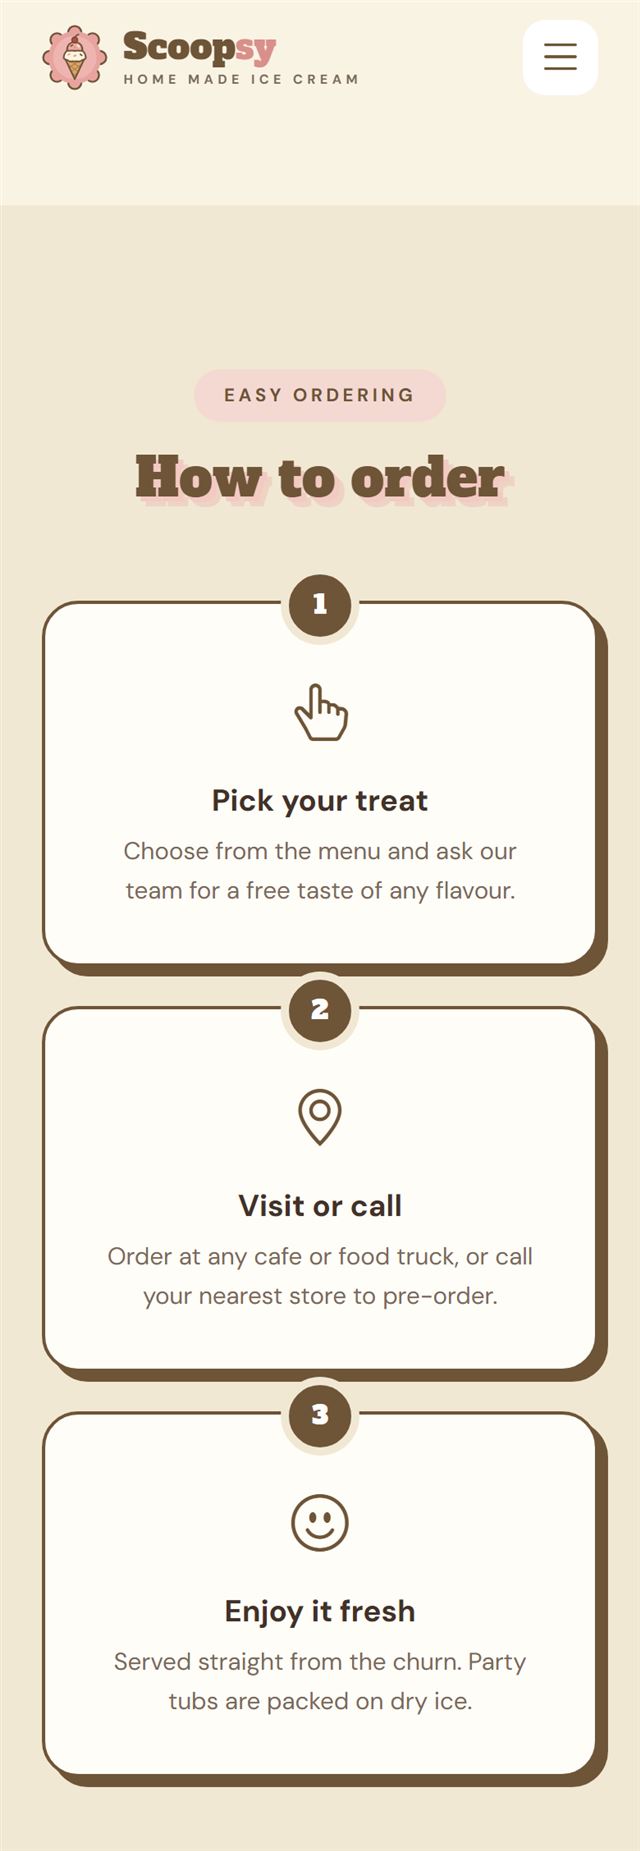 Scoopsy
HOME MADE ICE CREAM
EASY ORDERING
How to order
1
Pick your treat
Choose from the menu and ask our
team for a free taste of any flavour.
2
Visit or call
Order at any cafe or food truck, or call
your nearest store to pre-order.
3
Enjoy it fresh
Served straight from the churn. Party
tubs are packed on dry ice.